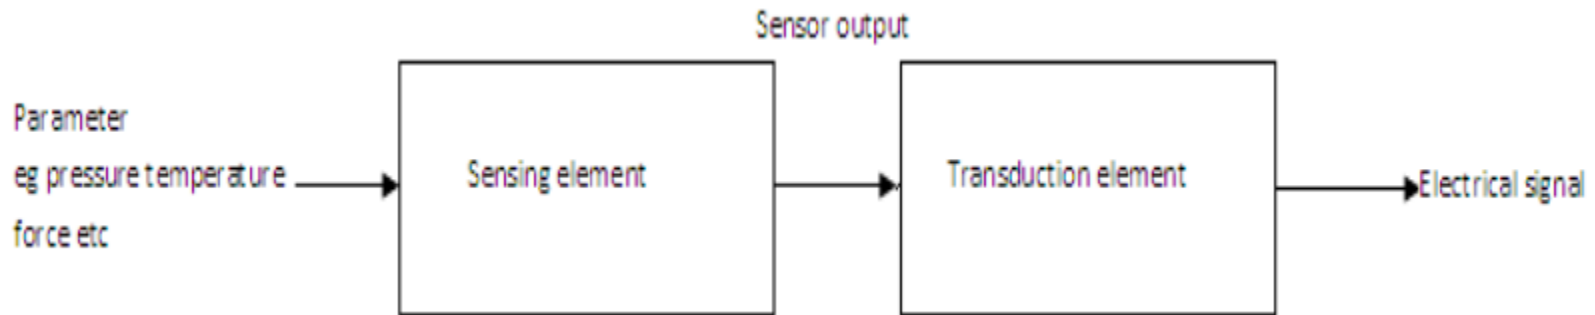 Sensor output
Parameter
eg pressure temperature
force etc
Sensing element
Transduction element
Electrical signal